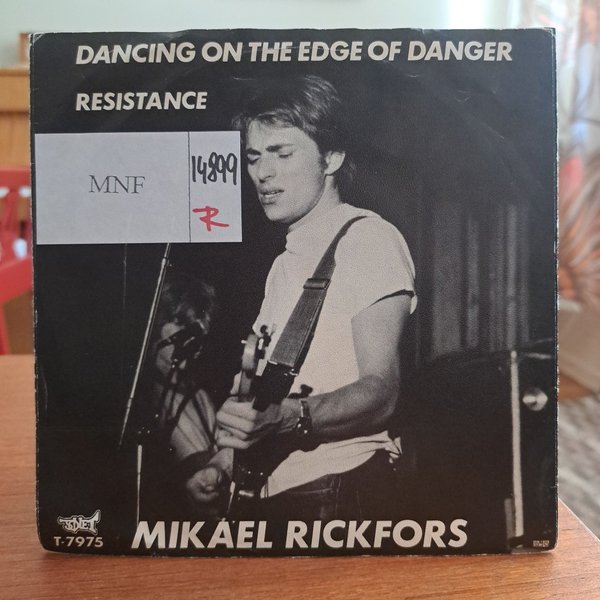 DANCING ON THE EDGE OF DANGER
RESISTANCE
MNF
14899
R
T-7975
MIKAEL RICKFORS